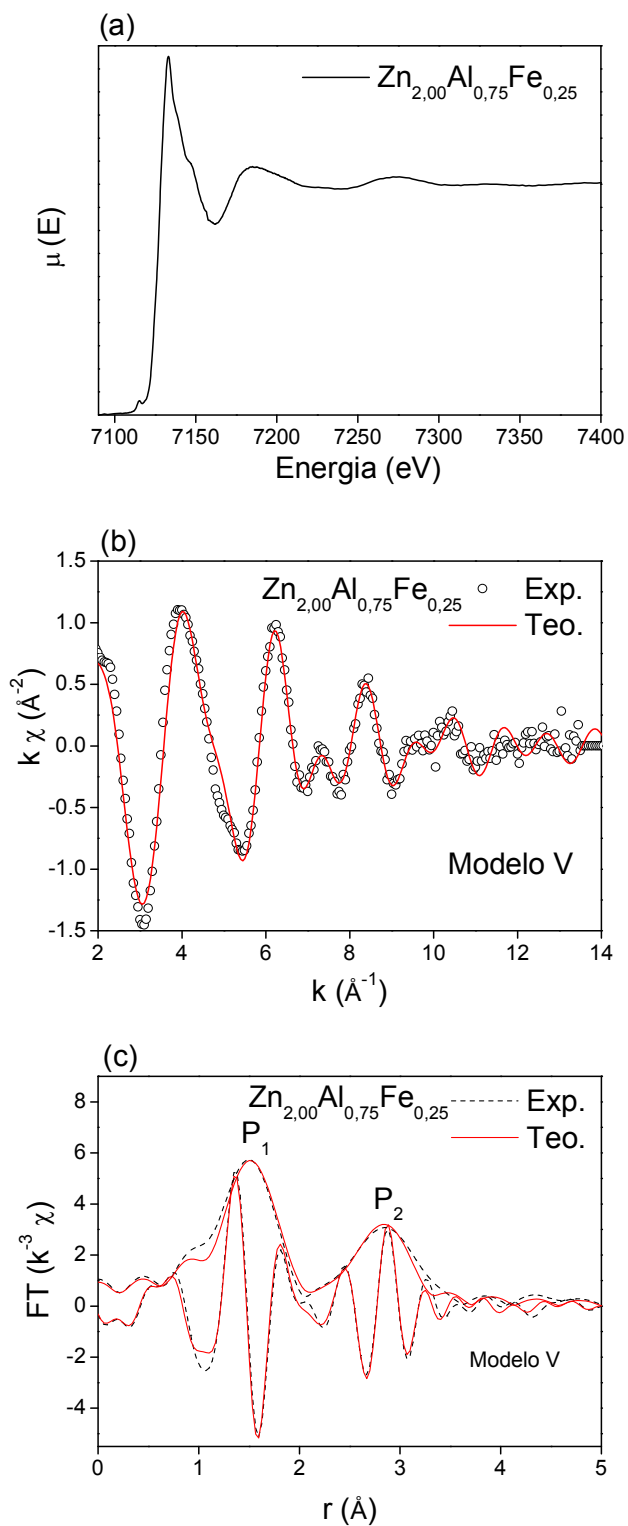 (a)
Zn2,00Al0,75Fe0,25
μ (E)
7100 7150 7200 7250 7300 7350 7400
Energia (eV)
(b)
1.5
1.0
0.5
0.0
-0.5
-1.0
-1.5
k χ (Å-2)
Zn2,00Al0,75Fe0,25
Exp.
Teo.
Modelo V
2 4 6 8 10 12 14
k (Å-1)
(c)
8
6
4
2
0
-2
-4
FT (k-3 χ)
Zn2,00Al0,75Fe0,25
Exp.
Teo.
P1
P2
Modelo V
0 1 2 3 4 5
r (Å)